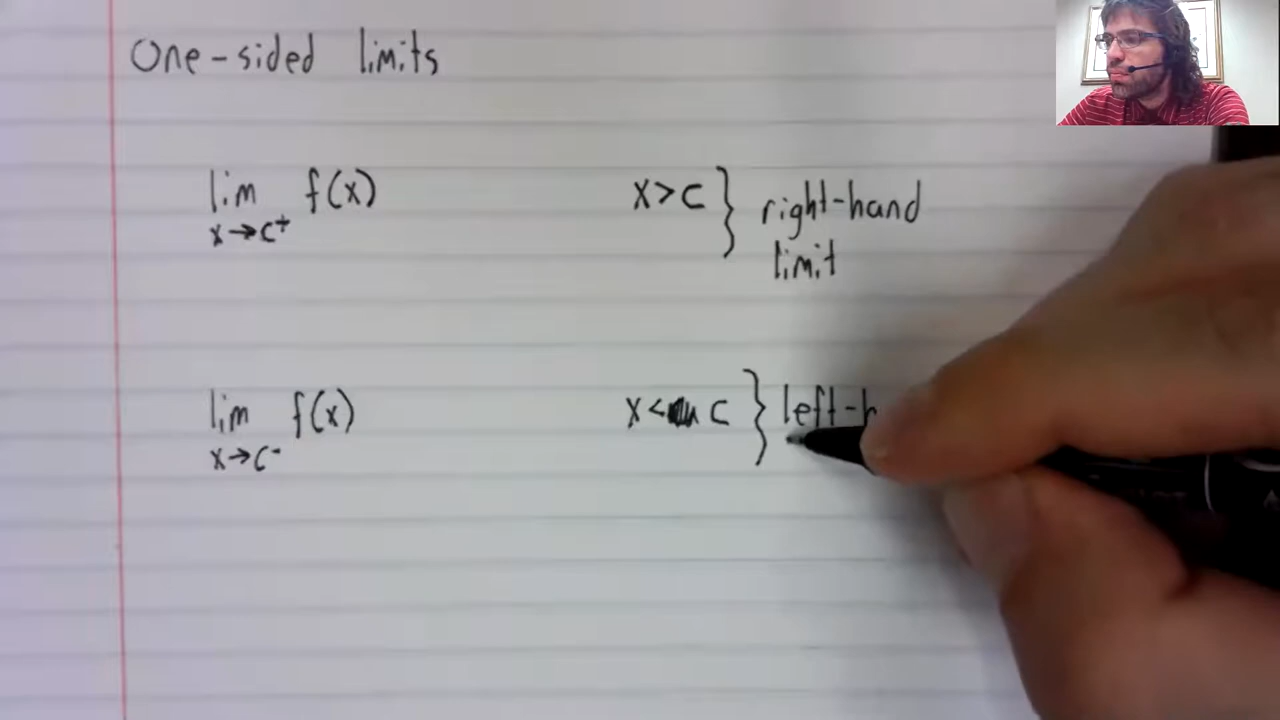 One-sided limits
lim f(x) x>c } right-hand
x→c⁺ limit
lim f(x) x< c } left-h
x→c⁻